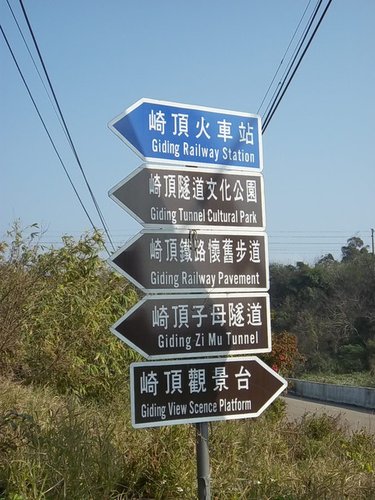 崎頂火車站
Giding Railway Station
崎頂隧道文化公園
Giding Tunnel Cultural Park
崎頂鐵路懷舊步道
Giding Railway Pavement
崎頂子母隧道
Giding Zi Mu Tunnel
崎頂觀景台
Giding View Scence Platform